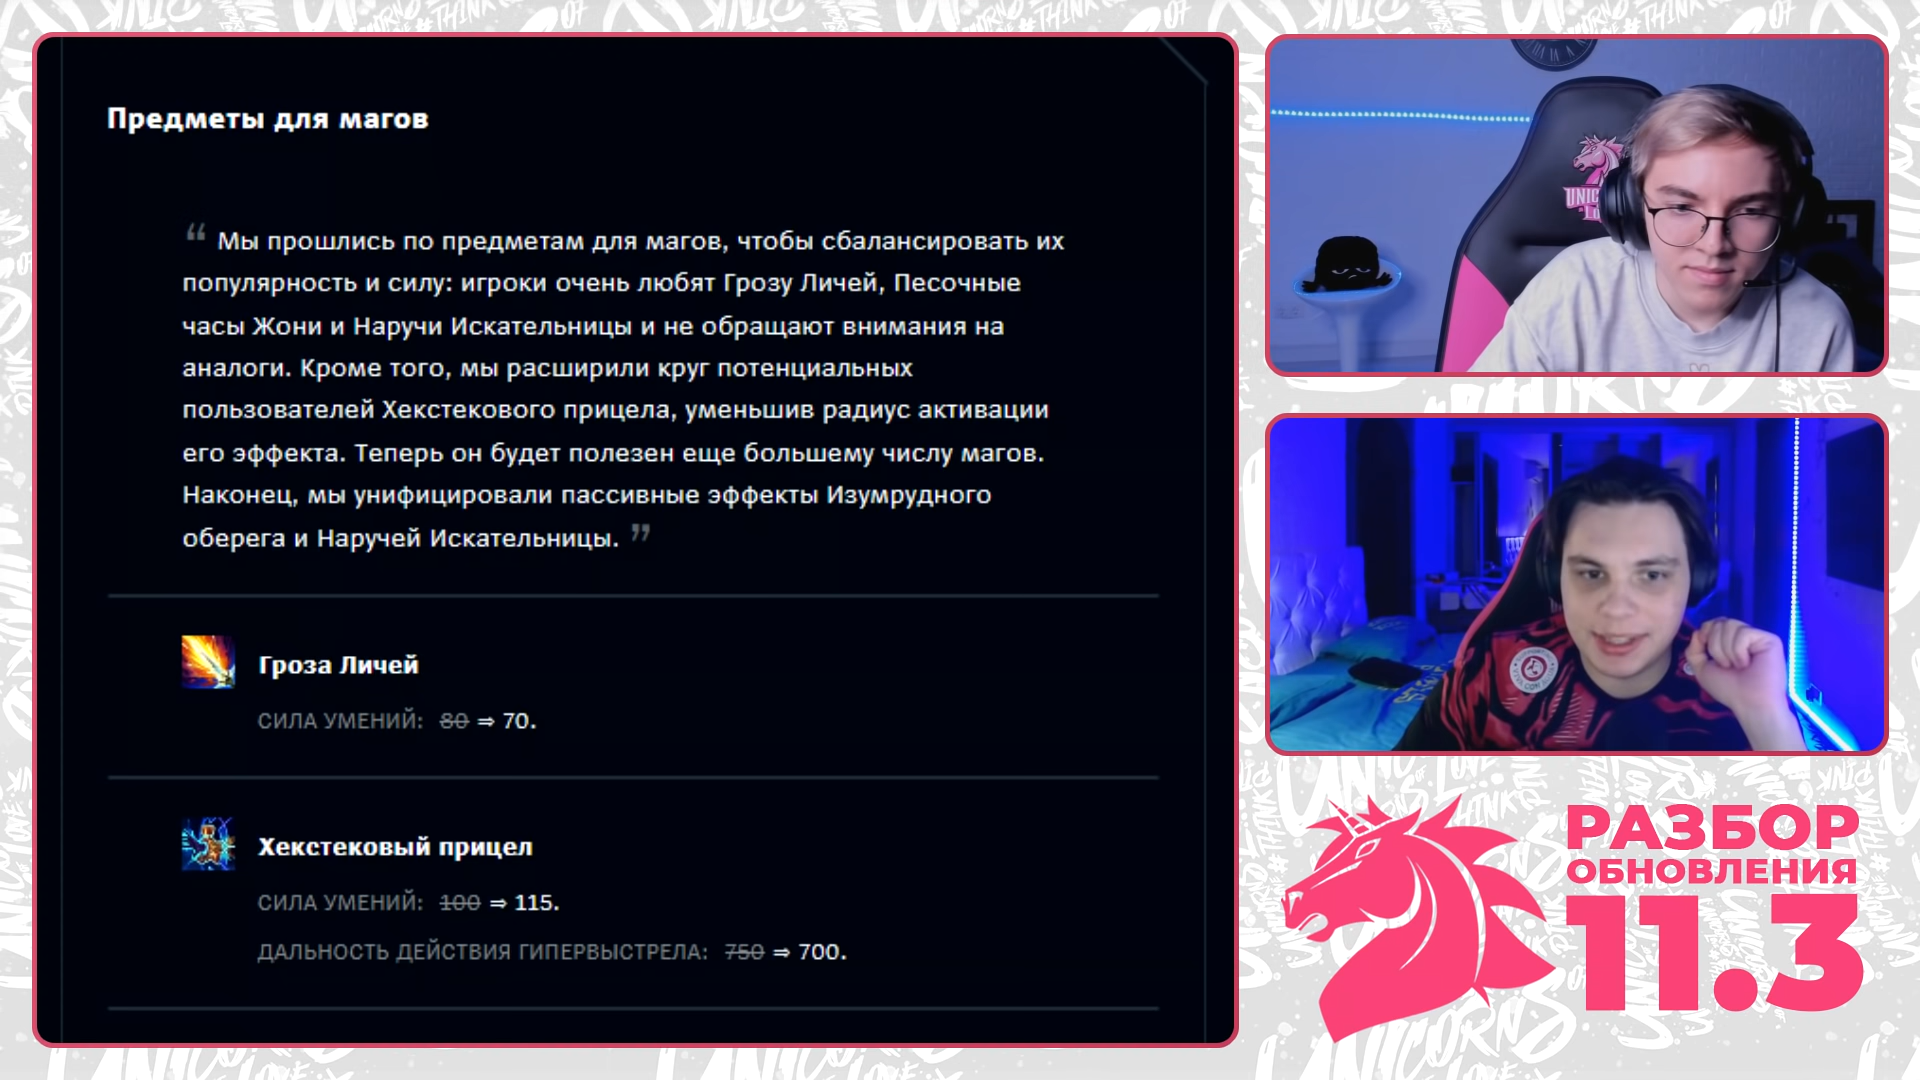 Предметы для магов
“ Мы прошлись по предметам для магов, чтобы сбалансировать их
популярность и силу: игроки очень любят Грозу Личей, Песочные
часы Жони и Наручи Искательницы и не обращают внимания на
аналоги. Кроме того, мы расширили круг потенциальных
пользователей Хекстекового прицела, уменьшив радиус активации
его эффекта. Теперь он будет полезен еще большему числу магов.
Наконец, мы унифицировали пассивные эффекты Изумрудного
оберега и Наручей Искательницы. ”
Гроза Личей
СИЛА УМЕНИЙ: 80 ⇒ 70.
Хекстековый прицел
СИЛА УМЕНИЙ: 100 ⇒ 115.
ДАЛЬНОСТЬ ДЕЙСТВИЯ ГИПЕРВЫСТРЕЛА: 750 ⇒ 700.
РАЗБОР
ОБНОВЛЕНИЯ
11.3